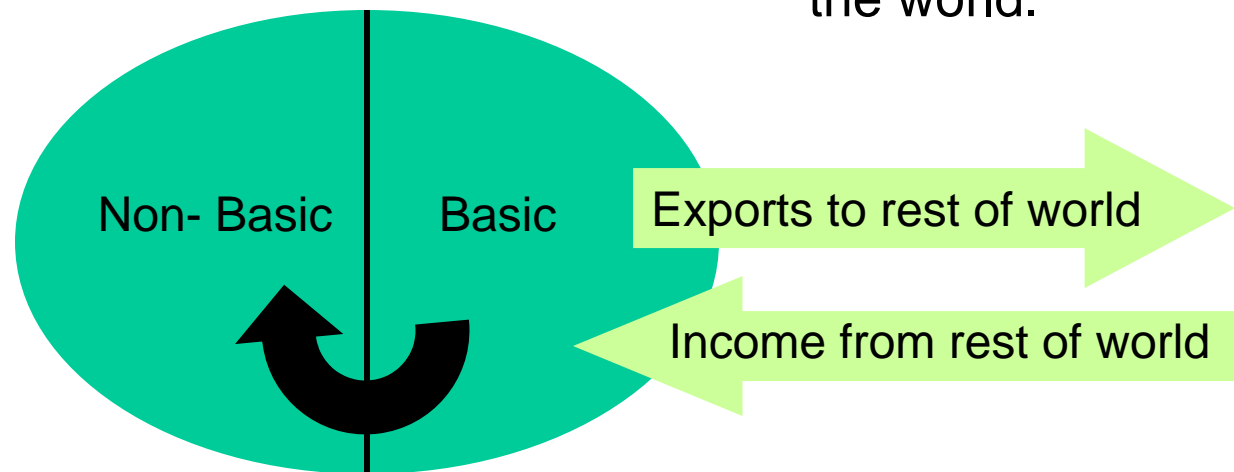 the world.
Non- Basic
Basic
Exports to rest of world
Income from rest of world